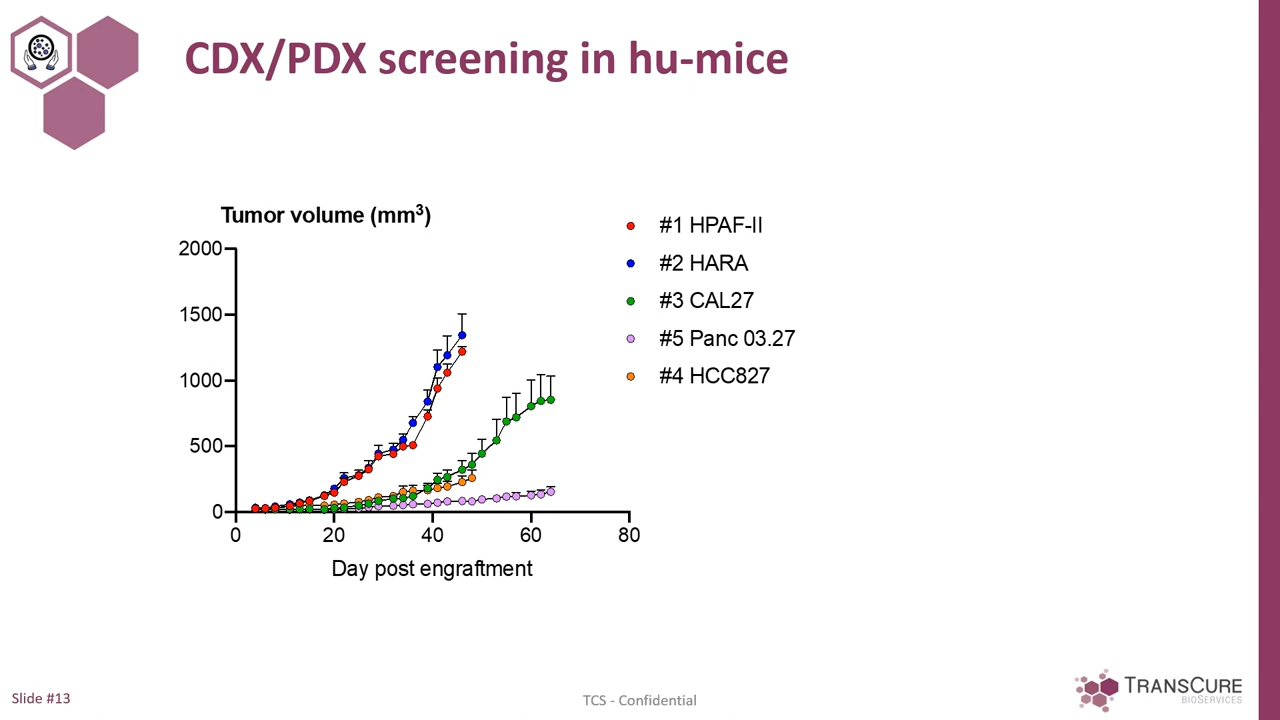 CDX/PDX screening in hu-mice
Tumor volume (mm³)
2000
1500
1000
500
0
0 20 40 60 80
Day post engraftment
#1 HPAF-II
#2 HARA
#3 CAL27
#5 Panc 03.27
#4 HCC827
Slide #13
TCS - Confidential
TRANSCURE
BIOSERVICES